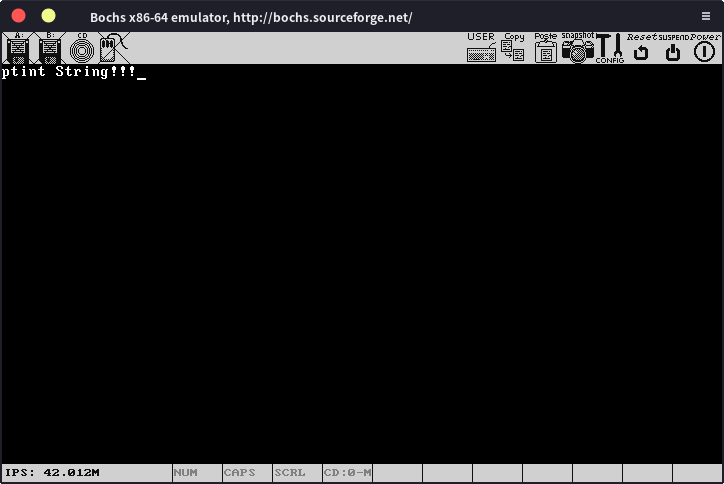 Bochs x86-64 emulator, http://bochs.sourceforge.net/
A: B: CD USER Copy Paste snapshot CONFIG Reset SUSPEND Power
ptint String!!!_
IPS: 42.012M NUM CAPS SCRL CD:0-M